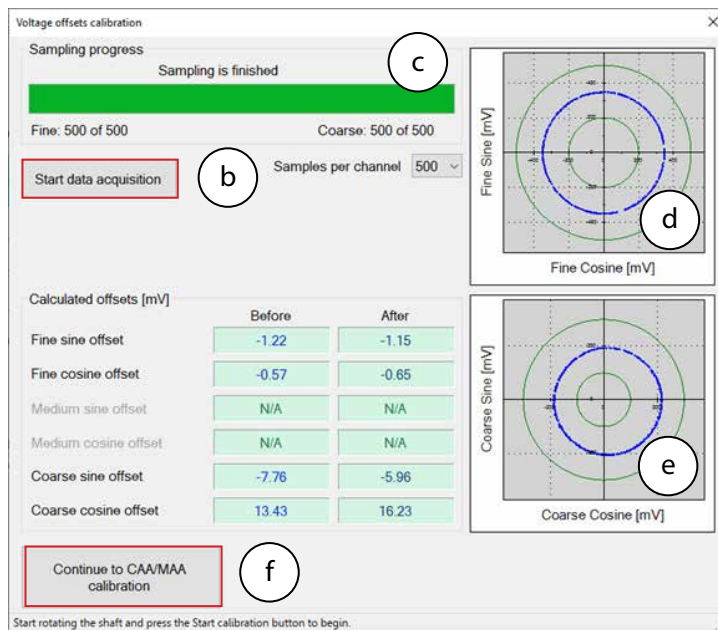 Voltage offsets calibration
Sampling progress
c
Sampling is finished
Fine: 500 of 500 Coarse: 500 of 500
Start data acquisition
b
Samples per channel 500
Fine Sine [mV]
d
Fine Cosine [mV]
Calculated offsets [mV]
Before After
Fine sine offset -1.22 -1.15
Fine cosine offset -0.57 -0.65
Medium sine offset N/A N/A
Medium cosine offset N/A N/A
Coarse sine offset -7.76 -5.96
Coarse cosine offset 13.43 16.23
Coarse Sine [mV]
e
Coarse Cosine [mV]
Continue to CAA/MAA
calibration
f
Start rotating the shaft and press the Start calibration button to begin.